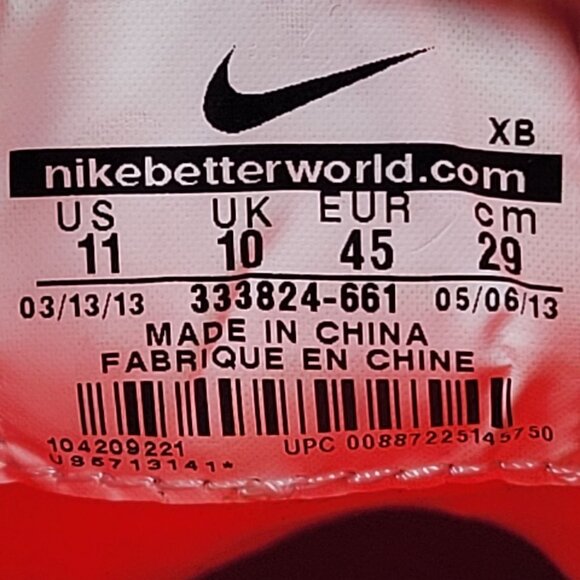 XB
nikebetterworld.com
US UK EUR cm
11 10 45 29
03/13/13 333824-661 05/06/13
MADE IN CHINA
FABRIQUE EN CHINE
104209221 UPC 00887225145750
U86713141*